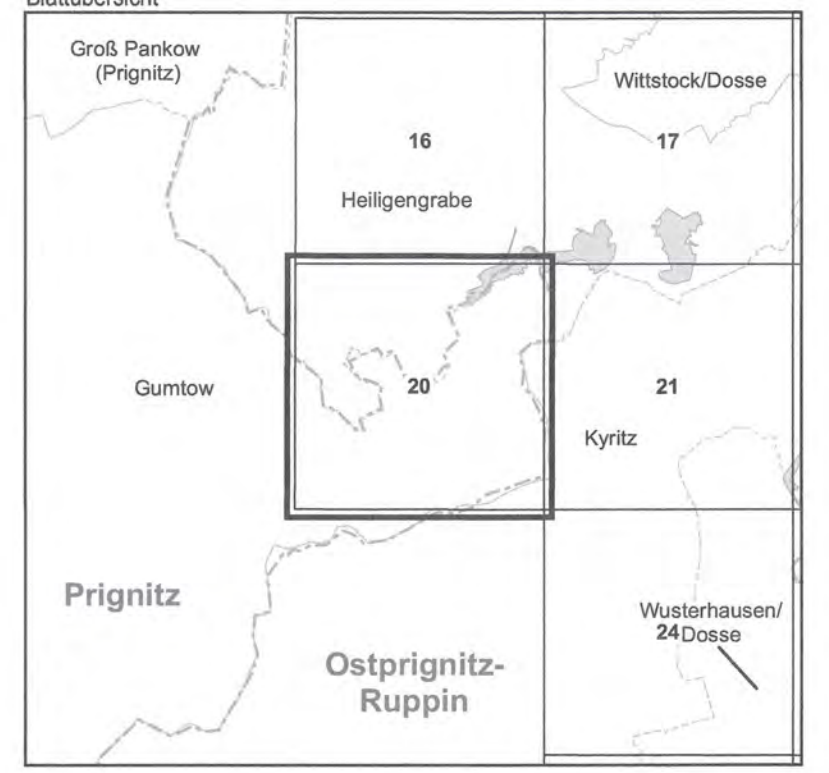 Blattübersicht
Groß Pankow
(Prignitz)
Wittstock/Dosse
16
17
Heiligengrabe
Gumtow
20
21
Kyritz
Prignitz
Wusterhausen/
24 Dosse
Ostprignitz-
Ruppin